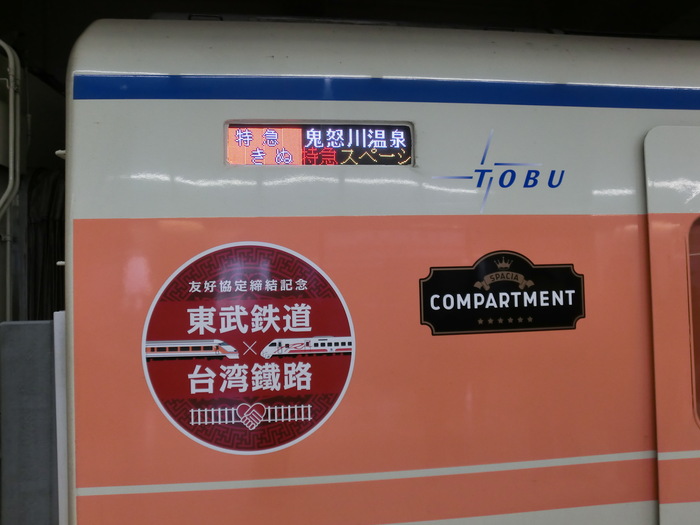 特急 鬼怒川温泉
きぬ 特急スペーシ
TOBU
友好協定締結記念
東武鉄道
×
台湾鐵路
SPACIA
COMPARTMENT